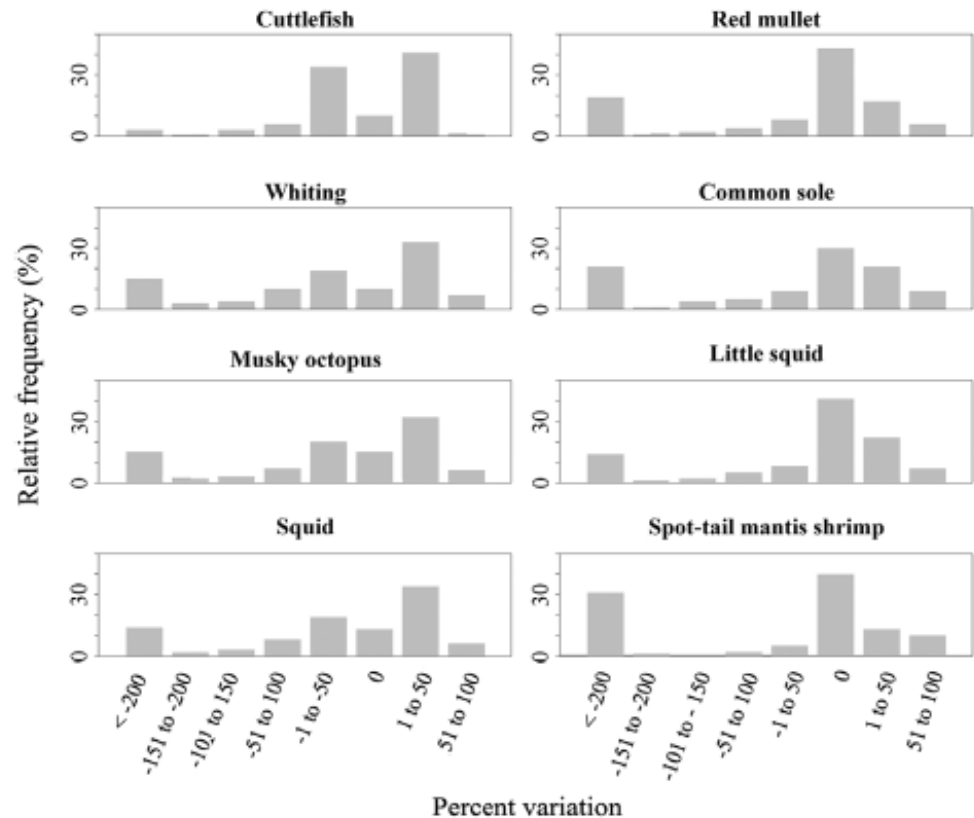 Cuttlefish
Red mullet
30
0
30
0
Whiting
Common sole
30
0
30
0
Musky octopus
Little squid
30
0
30
0
Squid
Spot-tail mantis shrimp
30
0
30
0
Relative frequency (%)
< -200
-151 to -200
-101 to 150
-51 to 100
-1 to -50
0
1 to 50
51 to 100
< -200
-151 to -200
-101 to - 150
-51 to 100
-1 to 50
0
1 to 50
51 to 100
Percent variation